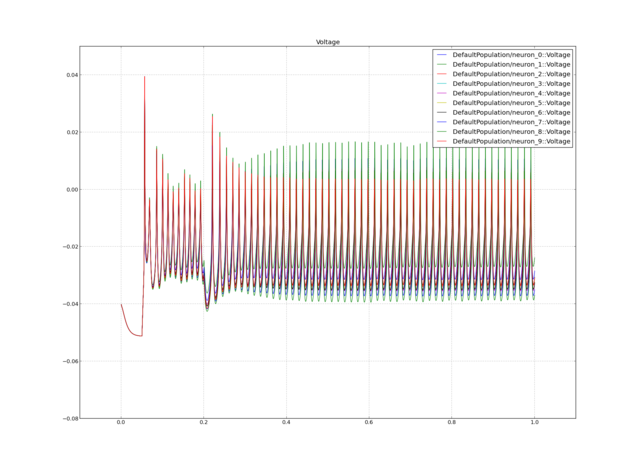 Voltage
0.04
0.02
0.00
−0.02
−0.04
−0.06
−0.08
DefaultPopulation/neuron_0::Voltage
DefaultPopulation/neuron_1::Voltage
DefaultPopulation/neuron_2::Voltage
DefaultPopulation/neuron_3::Voltage
DefaultPopulation/neuron_4::Voltage
DefaultPopulation/neuron_5::Voltage
DefaultPopulation/neuron_6::Voltage
DefaultPopulation/neuron_7::Voltage
DefaultPopulation/neuron_8::Voltage
DefaultPopulation/neuron_9::Voltage
0.0 0.2 0.4 0.6 0.8 1.0